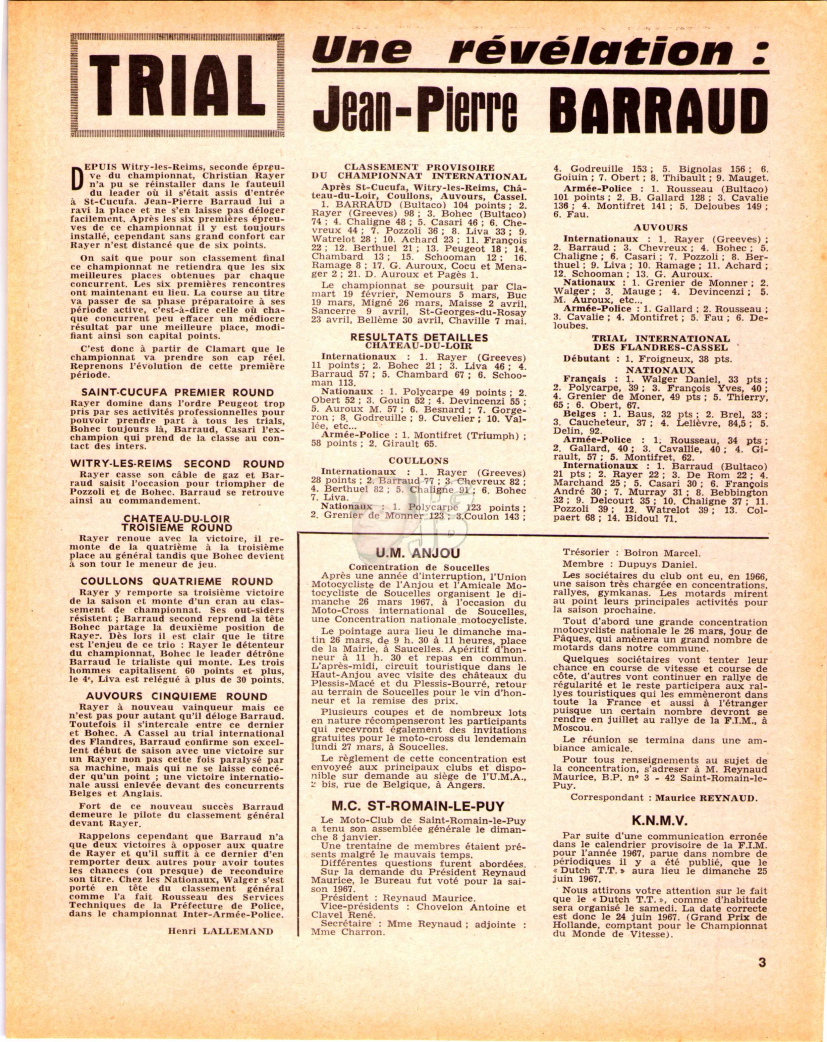 TRIAL
Une révélation :
Jean-Pierre BARRAUD
DEPUIS Witry-les-Reims, seconde épreu-
ve du championnat, Christian Rayer
n'a pu se réinstaller dans le fauteuil
du leader où il s'était assis d'entrée
à St-Cucufa. Jean-Pierre Barraud lui a
ravi la place et ne s'en laisse pas déloger
facilement. Après les six premières épreu-
ves de ce championnat il y est toujours
installé, cependant sans grand confort car
Rayer n'est distancé que de six points.
On sait que pour son classement final
ce championnat ne retiendra que les six
meilleures places obtenues par chaque
concurrent. Les six premières rencontres
ont maintenant eu lieu. La course au titre
va passer de sa phase préparatoire à ses
période active, c'est-à-dire celle où cha-
que concurrent peu effacer un médiocre
résultat par une meilleure place, modi-
fiant ainsi son capital points.
C'est donc à partir de Clamart que le
championnat va prendre son cap réel.
Reprenons l'évolution de cette première
période.
SAINT-CUCUFA PREMIER ROUND
Rayer domine dans l'ordre Peugeot trop
pris par ses activités professionnelles pour
pouvoir prendre part à tous les trials,
Bohec toujours là, Barraud, Casari l'ex-
champion qui prend de la classe au con-
tact des inters.
WITRY-LES-REIMS SECOND ROUND
Rayer casse son câble de gaz et Bar-
raud saisit l'occasion pour triompher de
Pozzoli et de Bohec. Barraud se retrouve
ainsi au commandement.
CHATEAU-DU-LOIR
TROISIEME ROUND
Rayer renoue avec la victoire, il re-
monte de la quatrième à la troisième
place au général tandis que Bohec devient
à son tour le meneur de jeu.
COULLONS QUATRIEME ROUND
Rayer y remporte sa troisième victoire
de la saison et monte d'un cran au clas-
sement de championnat. Ses out-siders
résistent ; Barraud second reprend la tête
Bohec partage la deuxième position de
Rayer. Dès lors il est clair que le titre
est l'enjeu de ce trio : Rayer le détenteur
du championnat, Bohec le leader détrône
Barraud le trialiste qui monte. Les trois
hommes capitalisent 60 points et plus,
le 4e, Liva est relégué à plus de 30 points.
AUVOURS CINQUIEME ROUND
Rayer à nouveau vainqueur mais ce
n'est pas pour autant qu'il déloge Barraud.
Toutefois il s'intercale entre ce dernier
et Bohec. A Cassel au trial international
des Flandres, Barraud confirme son excel-
lent début de saison avec une victoire sur
un Rayer non pas cette fois paralysé par
sa machine, mais qui ne se laisse concé-
der qu'un point ; une victoire internatio-
nale aussi enlevée devant des concurrents
Belges et Anglais.
Fort de ce nouveau succès Barraud
demeure le pilote du classement général
devant Rayer.
Rappelons cependant que Barraud n'a
que deux victoires à opposer aux quatre
de Rayer et qu'il suffit à ce dernier d'en
remporter deux autres pour avoir toutes
les chances (ou presque) de reconduire
son titre. Chez les Nationaux, Walger s'est
porté en tête du classement général
comme l'a fait Rousseau des Services
Techniques de la Préfecture de Police,
dans le championnat Inter-Armée-Police.
Henri LALLEMAND
CLASSEMENT PROVISOIRE
DU CHAMPIONNAT INTERNATIONAL
Après St-Cucufa, Witry-les-Reims, Châ-
teau-du-Loir, Coullons, Auvours, Cassel.
1. BARRAUD (Bultaco) 104 points ; 2.
Rayer (Greeves) 98 ; 3. Bohec (Bultaco)
74 ; 4. Chaligne 48 ; 5. Casari 46 ; 6. Che-
vreux 44 ; 7. Pozzoli 36 ; 8. Liva 33 ; 9.
Watrelot 28 ; 10. Achard 23 ; 11. François
22 ; 12. Berthuel 21 ; 13. Peugeot 18 ; 14.
Chambard 13 ; 15. Schooman 12 ; 16.
Ramage 8 ; 17. G. Auroux, Cocu et Mena-
ger 2 ; 21. D. Auroux et Pagès 1.
Le championnat se poursuit par Cla-
mart 19 février, Nemours 5 mars, Buc
19 mars, Migné 26 mars, Maisse 2 avril,
Sancerre 9 avril, St-Georges-du-Rosay
23 avril, Bellème 30 avril, Chaville 7 mai.
RESULTATS DETAILLES
CHATEAU-DU-LOIR
Internationaux : 1. Rayer (Greeves)
11 points ; 2. Bohec 21 ; 3. Liva 46 ; 4.
Barraud 57 ; 5. Chambard 67 ; 6. Schoo-
man 113.
Nationaux : 1. Polycarpe 49 points ; 2.
Obert 52 ; 3. Gouin 52 ; 4. Devincenzi 55 ;
5. Auroux M. 57 ; 6. Besnard ; 7. Gorge-
ron ; 8. Godreuille ; 9. Cuvelier ; 10. Val-
lée, etc...
Armée-Police : 1. Montifret (Triumph) ;
58 points ; 2. Girault 65.
COULLONS
Internationaux : 1. Rayer (Greeves)
28 points ; 2. Barraud 77 ; 3. Chevreux 82 ;
4. Berthuel 82 ; 5. Chaligne 91 ; 6. Bohec
7. Liva.
Nationaux : 1. Polycarpe 123 points ;
2. Grenier de Monner 123 ; 3. Coulon 143 ;
4. Godreuille 153 ; 5. Bignolas 156 ; 6.
Goiuin ; 7. Obert ; 8. Thibault ; 9. Mauget.
Armée-Police : 1. Rousseau (Bultaco)
101 points ; 2. B. Gallard 128 ; 3. Cavalie
136 ; 4. Montifret 141 ; 5. Deloubes 149 ;
6. Fau.
AUVOURS
Internationaux : 1. Rayer (Greeves) ;
2. Barraud ; 3. Chevreux ; 4. Bohec ; 5.
Chaligne ; 6. Casari ; 7. Pozzoli ; 8. Ber-
thuel ; 9. Liva ; 10. Ramage ; 11. Achard ;
12. Schooman ; 13. G. Auroux.
Nationaux : 1. Grenier de Monner ; 2.
Walger ; 3, Mauge ; 4. Devincenzi ; 5.
M. Auroux, etc...
Armée-Police : 1. Gallard ; 2. Rousseau ;
3. Cavalie ; 4. Montifret ; 5. Fau ; 6. De-
loubes.
TRIAL INTERNATIONAL
DES FLANDRES-CASSEL
Débutant : 1. Froigneux, 38 pts.
NATIONAUX
Français : 1. Walger Daniel, 33 pts ;
2. Polycarpe, 39 ; 3. François Yves, 40 ;
4. Grenier de Moner, 49 pts ; 5. Thierry,
65 ; 6. Obert, 67.
Belges : 1. Baus, 32 pts ; 2. Brel, 33 ;
3. Caucheteur, 37 ; 4. Lelièvre, 84,5 ; 5.
Delin, 92.
Armée-Police : 1. Rousseau, 34 pts ;
2. Gallard, 40 ; 3. Cavallie, 40 ; 4. Gi-
rault, 57 ; 5. Montifret, 62.
Internationaux : 1. Barraud (Bultaco)
21 pts ; 2. Rayer 22 ; 3. De Rom 22 ; 4.
Marchand 25 ; 5. Casari 30 ; 6. François
André 30 ; 7. Murray 31 ; 8. Bebbington
32 ; 9. Delcourt 35 ; 10. Chaligne 37 ; 11.
Pozzoli 39 ; 12. Watrelot 39 ; 13. Col-
paert 68 ; 14. Bidoul 71.
U.M. ANJOU
Concentration de Soucelles
Après une année d'interruption, l'Union
Motocycliste de l'Anjou et l'Amicale Mo-
tocycliste de Soucelles organisent le di-
manche 26 mars 1967, à l'occasion du
Moto-Cross international de Soucelles,
une Concentration nationale motocycliste.
Le pointage aura lieu le dimanche ma-
tin 26 mars, de 9 h. 30 à 11 heures, place
de la Mairie, à Saucelles. Apéritif d'hon-
neur à 11 h. 30 et repas en commun.
L'après-midi, circuit touristique dans le
Haut-Anjou avec visite des châteaux du
Plessis-Macé et du Plessis-Bourré, retour
au terrain de Soucelles pour le vin d'hon-
neur et la remise des prix.
Plusieurs coupes et de nombreux lots
en nature récompenseront les participants
qui recevront également des invitations
gratuites pour le moto-cross du lendemain
lundi 27 mars, à Soucelles.
Le règlement de cette concentration est
envoyée aux principaux clubs et dispo-
nible sur demande au siège de l'U.M.A.,
2 bis, rue de Belgique, à Angers.
M.C. ST-ROMAIN-LE-PUY
Le Moto-Club de Saint-Romain-le-Puy
a tenu son assemblée générale le diman-
che 8 janvier.
Une trentaine de membres étaient pré-
sents malgré le mauvais temps.
Différentes questions furent abordées.
Sur la demande du Président Reynaud
Maurice, le Bureau fut voté pour la sai-
son 1967.
Président : Reynaud Maurice.
Vice-présidents : Chovelon Antoine et
Clavel René.
Secrétaire : Mme Reynaud ; adjointe :
Mme Charron.
Trésorier : Boiron Marcel.
Membre : Dupuys Daniel.
Les sociétaires du club ont eu, en 1966,
une saison très chargée en concentrations,
rallyes, gymkanas. Les motards mirent
au point leurs principales activités pour
la saison prochaine.
Tout d'abord une grande concentration
motocycliste nationale le 26 mars, jour de
Pâques, qui amènera un grand nombre de
motards dans notre commune.
Quelques sociétaires vont tenter leur
chance en course de vitesse et course de
côte, d'autres vont continuer en rallye de
régularité et le reste participera aux ral-
lyes touristiques qui les emmèneront dans
toute la France et aussi à l'étranger
puisque un certain nombre devront se
rendre en juillet au rallye de la F.I.M., à
Moscou.
Le réunion se termina dans une am-
biance amicale.
Pour tous renseignements au sujet de
la concentration, s'adreser à M. Reynaud
Maurice, B.P. n° 3 - 42 Saint-Romain-le-
Puy.
Correspondant : Maurice REYNAUD.
K.N.M.V.
Par suite d'une communication erronée
dans le calendrier provisoire de la F.I.M.
pour l'année 1967, parue dans nombre de
périodiques il y a été publié, que le
« Dutch T.T. » aura lieu le dimanche 25
juin 1967.
Nous attirons votre attention sur le fait
que le « Dutch T.T. », comme d'habitude
sera organisé le samedi. La date correcte
est donc le 24 juin 1967. (Grand Prix de
Hollande, comptant pour le Championnat
du Monde de Vitesse).
3